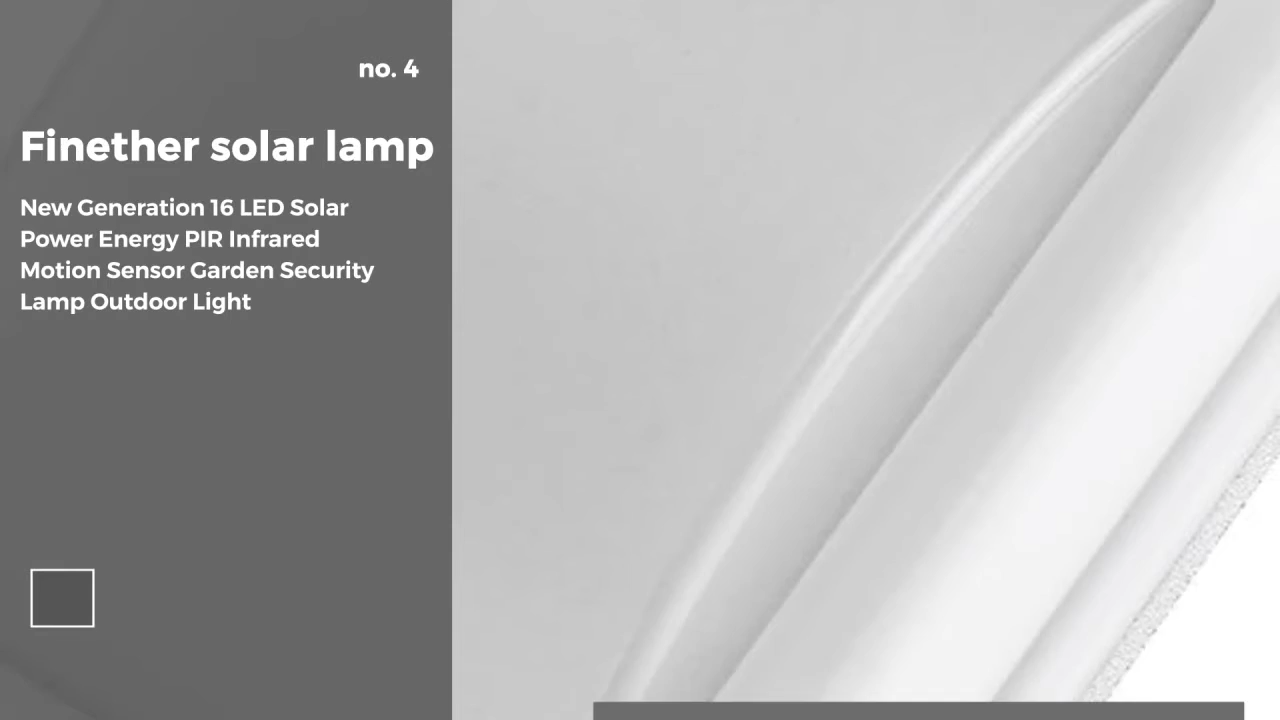 no. 4
Finether solar lamp
New Generation 16 LED Solar
Power Energy PIR Infrared
Motion Sensor Garden Security
Lamp Outdoor Light